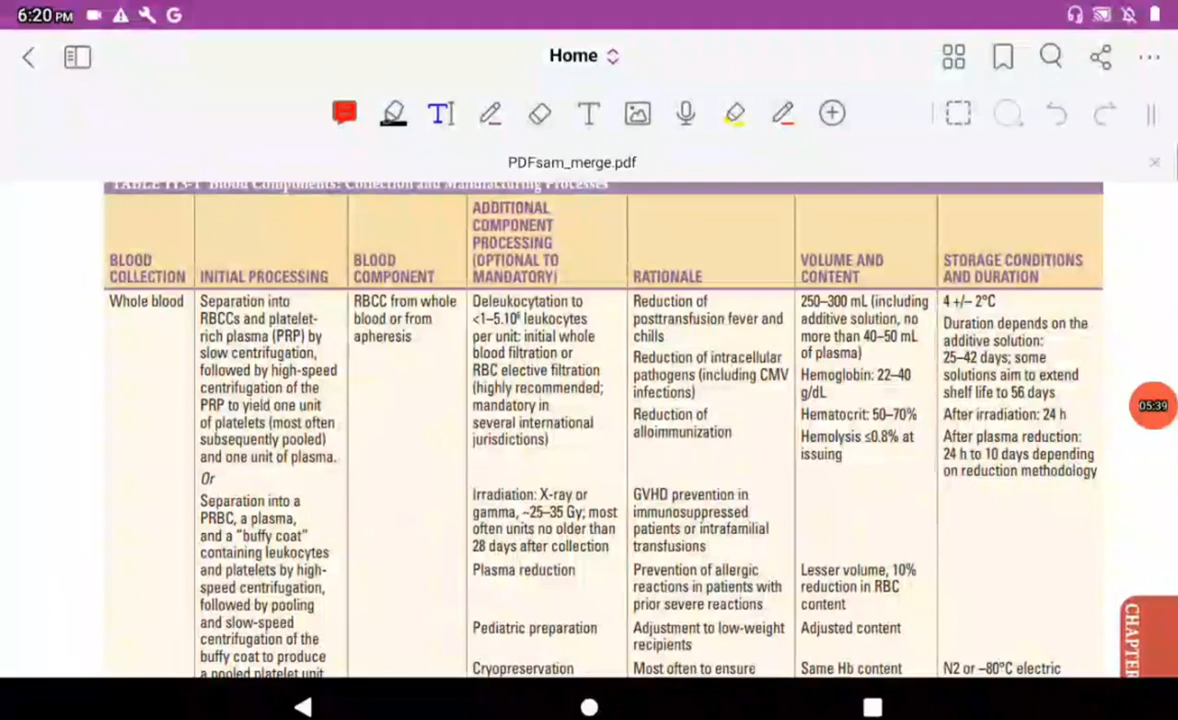 6:20 PM
Home
PDFsam_merge.pdf
TABLE 113-1 Blood Components: Collection and Manufacturing Processes
BLOOD
COLLECTION
INITIAL PROCESSING
BLOOD
COMPONENT
ADDITIONAL
COMPONENT
PROCESSING
(OPTIONAL TO
MANDATORY)
RATIONALE
VOLUME AND
CONTENT
STORAGE CONDITIONS
AND DURATION
Whole blood
Separation into
RBCCs and platelet-
rich plasma (PRP) by
slow centrifugation,
followed by high-speed
centrifugation of the
PRP to yield one unit
of platelets (most often
subsequently pooled)
and one unit of plasma.
Or
Separation into a
PRBC, a plasma,
and a “buffy coat”
containing leukocytes
and platelets by high-
speed centrifugation,
followed by pooling
and slow-speed
centrifugation of the
buffy coat to produce
a pooled platelet unit
RBCC from whole
blood or from
apheresis
Deleukocytation to
<1–5.10⁶ leukocytes
per unit: initial whole
blood filtration or
RBC elective filtration
(highly recommended;
mandatory in
several international
jurisdictions)
Reduction of
posttransfusion fever and
chills
Reduction of intracellular
pathogens (including CMV
infections)
Reduction of
alloimmunization
250–300 mL (including
additive solution, no
more than 40–50 mL
of plasma)
Hemoglobin: 22–40
g/dL
Hematocrit: 50–70%
Hemolysis ≤0.8% at
issuing
4 +/– 2°C
Duration depends on the
additive solution:
25–42 days; some
solutions aim to extend
shelf life to 56 days
After irradiation: 24 h
After plasma reduction:
24 h to 10 days depending
on reduction methodology
Irradiation: X-ray or
gamma, ~25–35 Gy; most
often units no older than
28 days after collection
GVHD prevention in
immunosuppressed
patients or intrafamilial
transfusions
Plasma reduction
Prevention of allergic
reactions in patients with
prior severe reactions
Lesser volume, 10%
reduction in RBC
content
Pediatric preparation
Adjustment to low-weight
recipients
Adjusted content
Cryopreservation
Most often to ensure
Same Hb content
N2 or –80°C electric
05:39
CHAPTER